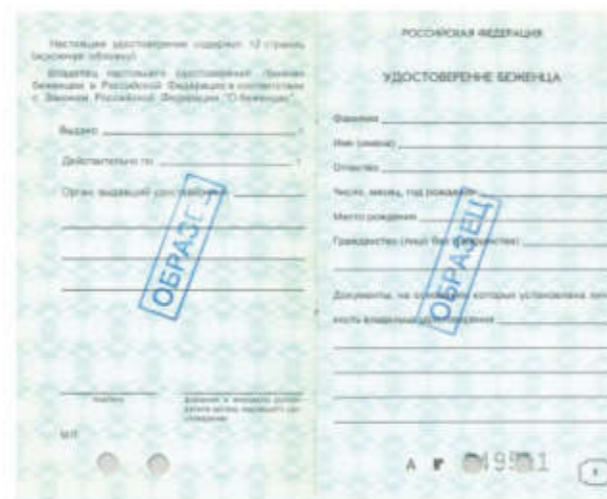 Настоящее удостоверение содержит 12 страниц
(включая обложку).
Владелец настоящего удостоверения признан
беженцем в Российской Федерации в соответствии
с Законом Российской Федерации "О беженцах".
Выдано
г.
Действительно по
г.
Орган, выдавший удостоверение
ОБРАЗЕЦ
подпись
М.П.
РОССИЙСКАЯ ФЕДЕРАЦИЯ
УДОСТОВЕРЕНИЕ БЕЖЕНЦА
Фамилия
Имя (имена)
Отчество
Число, месяц, год рождения
Место рождения
Гражданство (лицо без гражданства)
ОБРАЗЕЦ
Документы, на основании которых установлена лич-
ность владельца удостоверения
А